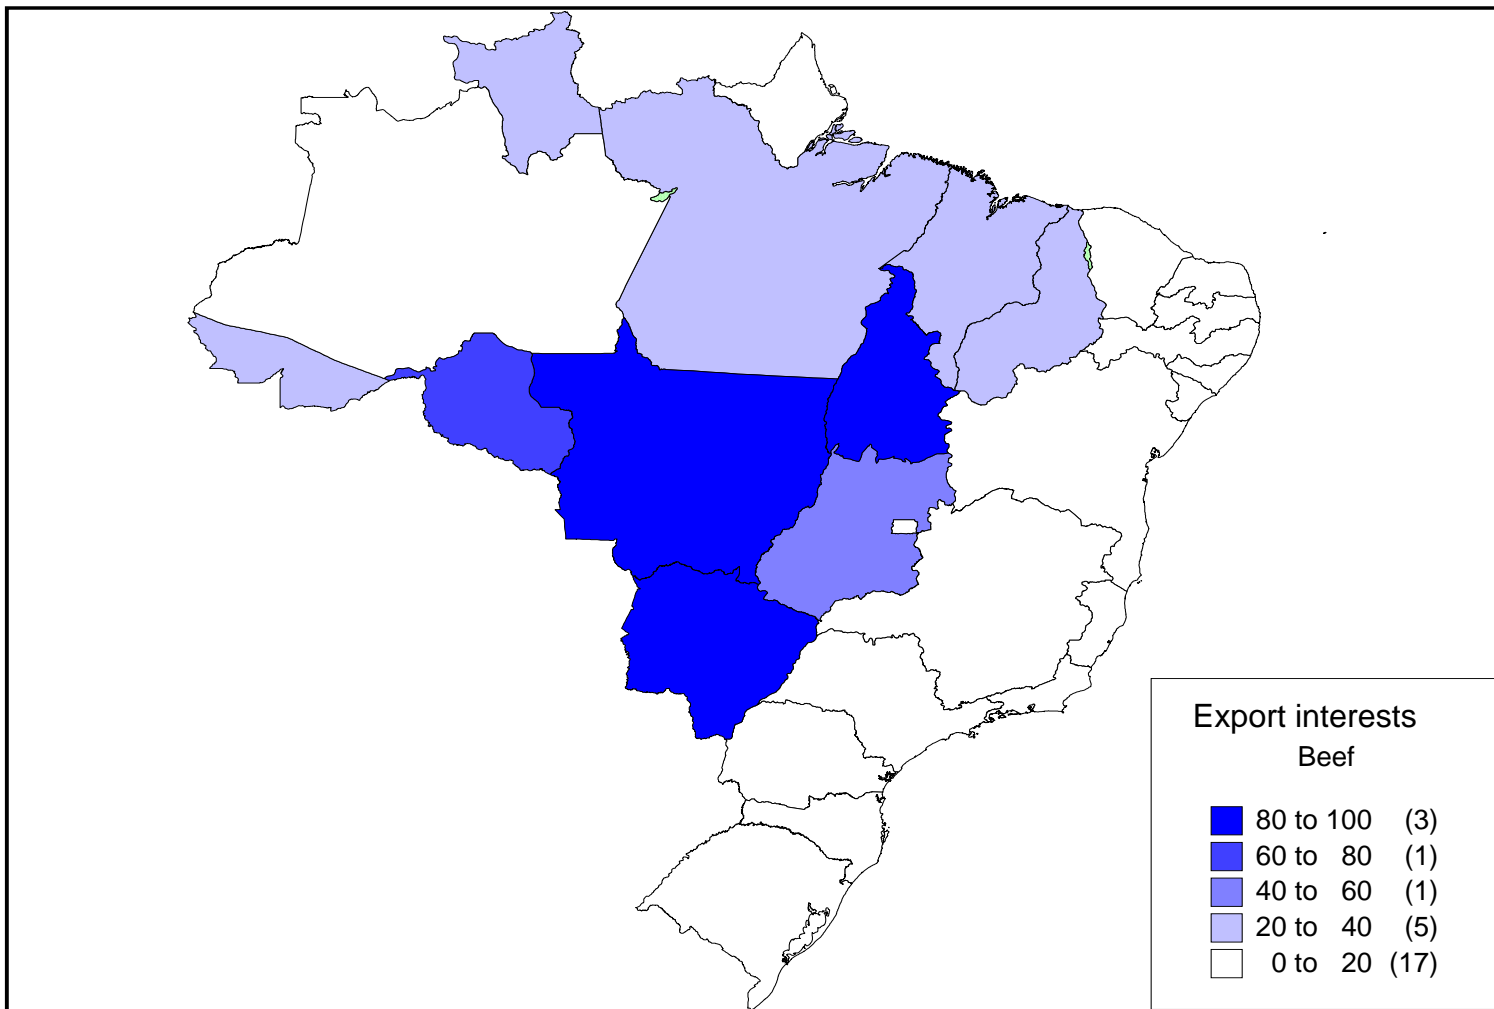 Export interests
Beef
80 to 100 (3)
60 to 80 (1)
40 to 60 (1)
20 to 40 (5)
0 to 20 (17)